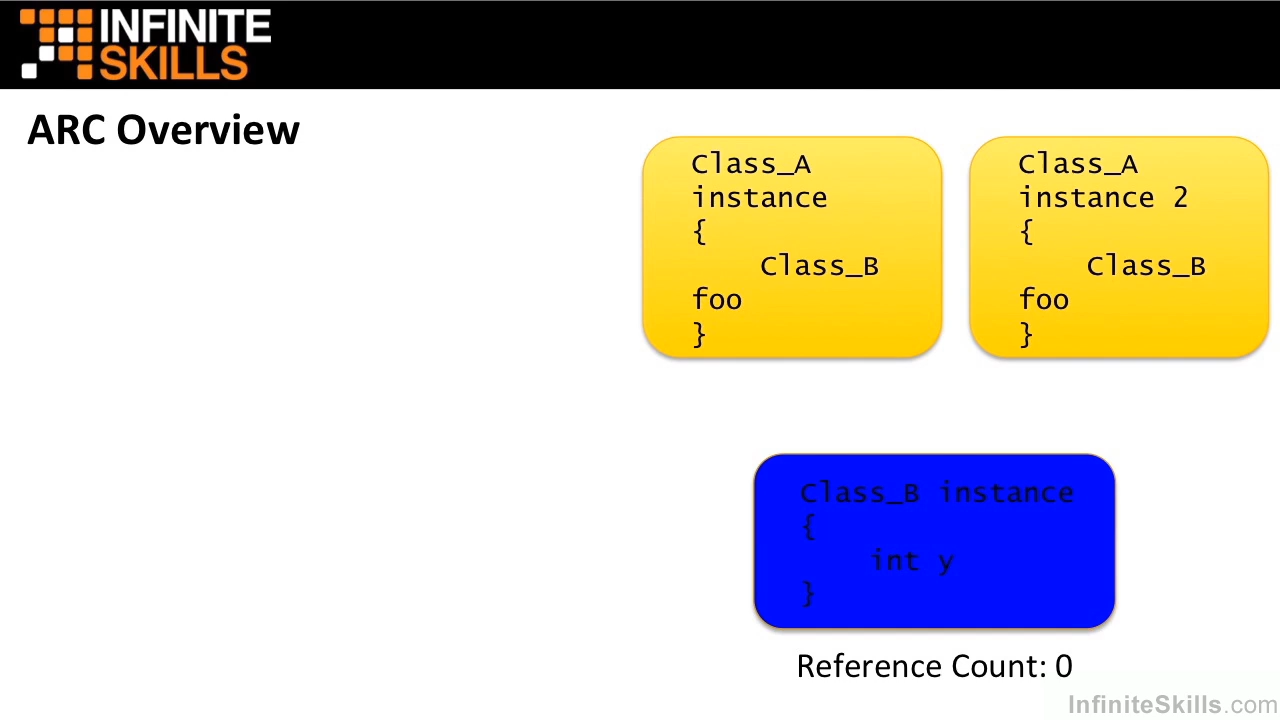 INFINITE
SKILLS
ARC Overview
Class_A
instance
{
Class_B
foo
}
Class_A
instance 2
{
Class_B
foo
}
Class_B instance
{
int y
}
Reference Count: 0
InfiniteSkills.com